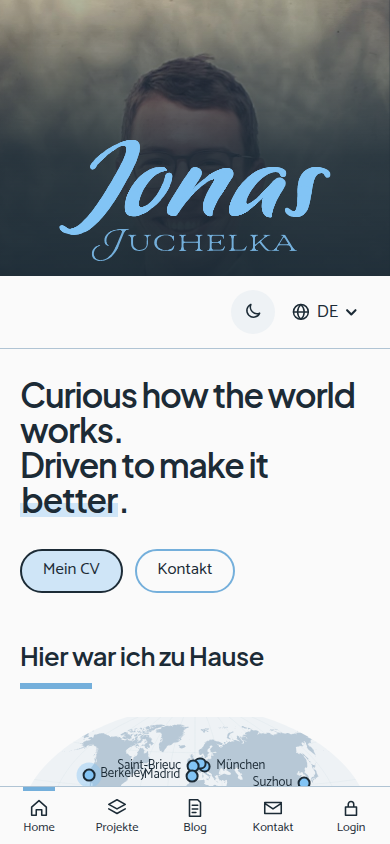 Jonas
JUCHELKA
DE
Curious how the world
works.
Driven to make it
better.
Mein CV
Kontakt
Hier war ich zu Hause
Saint-Brieuc
München
Berkeley
Madrid
Suzhou
Home
Projekte
Blog
Kontakt
Login